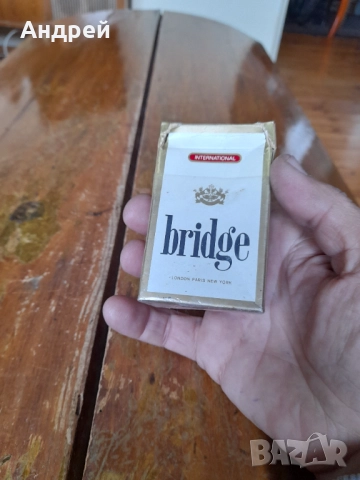 Андрей
INTERNATIONAL
bridge
LONDON PARIS NEW YORK
BAZAR